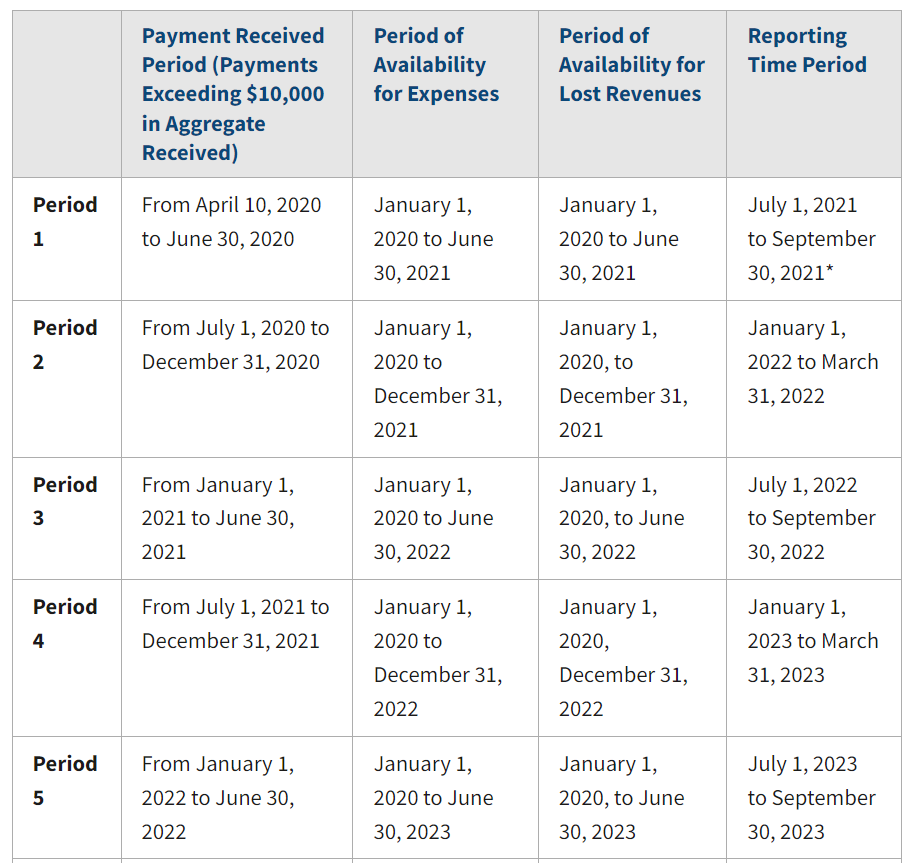 Payment Received
Period (Payments
Exceeding $10,000
in Aggregate
Received)
Period of
Availability
for Expenses
Period of
Availability for
Lost Revenues
Reporting
Time Period
Period
1
From April 10, 2020
to June 30, 2020
January 1,
2020 to June
30, 2021
January 1,
2020 to June
30, 2021
July 1, 2021
to September
30, 2021*
Period
2
From July 1, 2020 to
December 31, 2020
January 1,
2020 to
December 31,
2021
January 1,
2020, to
December 31,
2021
January 1,
2022 to March
31, 2022
Period
3
From January 1,
2021 to June 30,
2021
January 1,
2020 to June
30, 2022
January 1,
2020, to June
30, 2022
July 1, 2022
to September
30, 2022
Period
4
From July 1, 2021 to
December 31, 2021
January 1,
2020 to
December 31,
2022
January 1,
2020,
December 31,
2022
January 1,
2023 to March
31, 2023
Period
5
From January 1,
2022 to June 30,
2022
January 1,
2020 to June
30, 2023
January 1,
2020, to June
30, 2023
July 1, 2023
to September
30, 2023